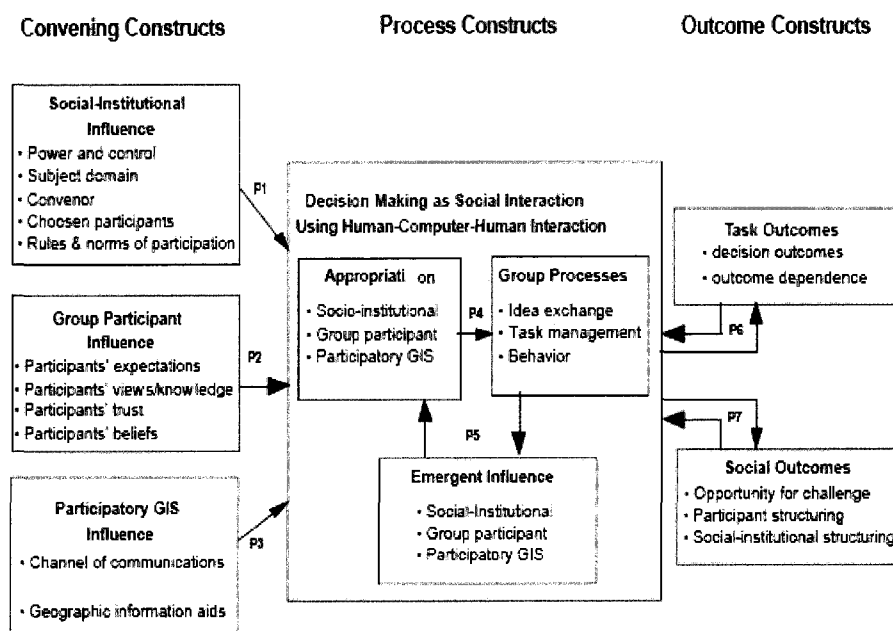 Convening Constructs
Process Constructs
Outcome Constructs
Social-Institutional
Influence
• Power and control
• Subject domain
• Convenor
• Choosen participants
• Rules & norms of participation
P1
Group Participant
Influence
• Participants' expectations
• Participants' views/knowledge
• Participants' trust
• Participants' beliefs
P2
Participatory GIS
Influence
• Channel of communications
• Geographic information aids
P3
Decision Making as Social Interaction
Using Human-Computer-Human Interaction
Appropriati on
• Socio-institutional
• Group participant
• Participatory GIS
P4
Group Processes
• Idea exchange
• Task management
• Behavior
P5
Emergent Influence
• Social-Institutional
• Group participant
• Participatory GIS
Task Outcomes
• decision outcomes
• outcome dependence
P6
P7
Social Outcomes
• Opportunity for challenge
• Participant structuring
• Social-institutional structuring